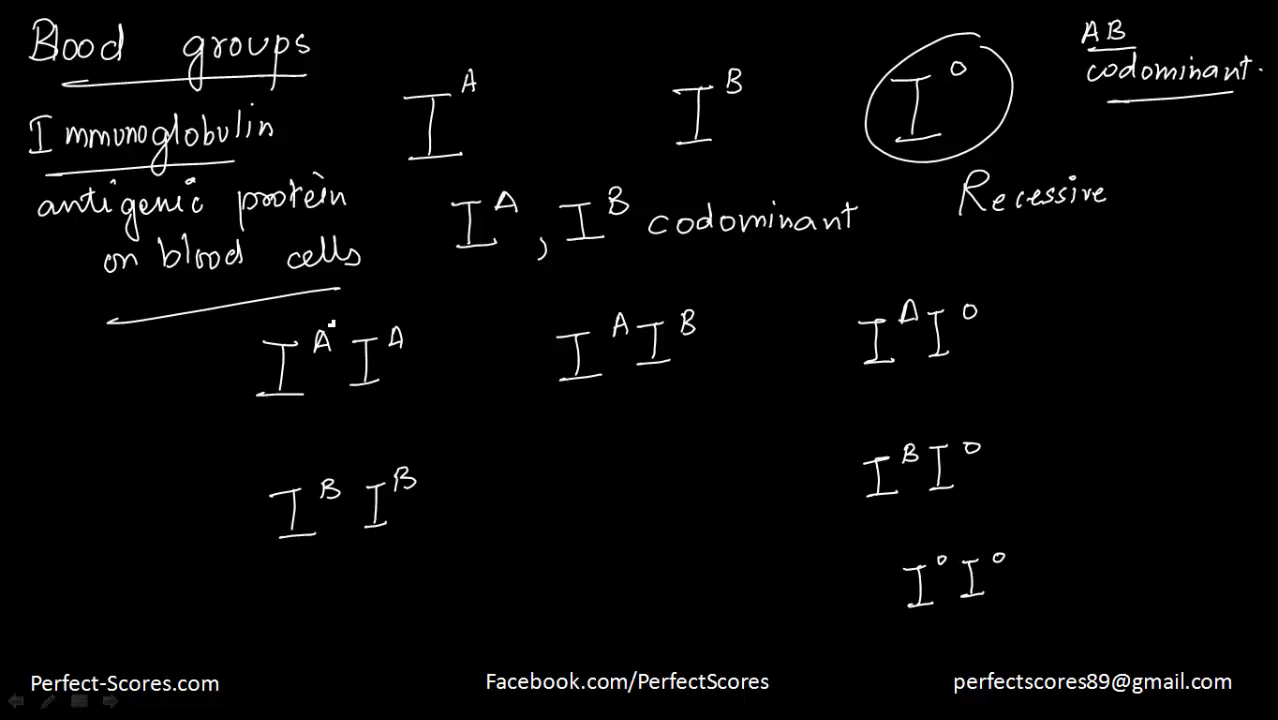 Blood groups
I^A I^B I^O
AB
codominant.
Immunoglobulin
antigenic protein
on blood cells
Recessive
I^A, I^B codominant
I^A I^A I^A I^B I^A I^O
I^B I^B I^B I^O
I^O I^O
Perfect-Scores.com Facebook.com/PerfectScores perfectscores89@gmail.com